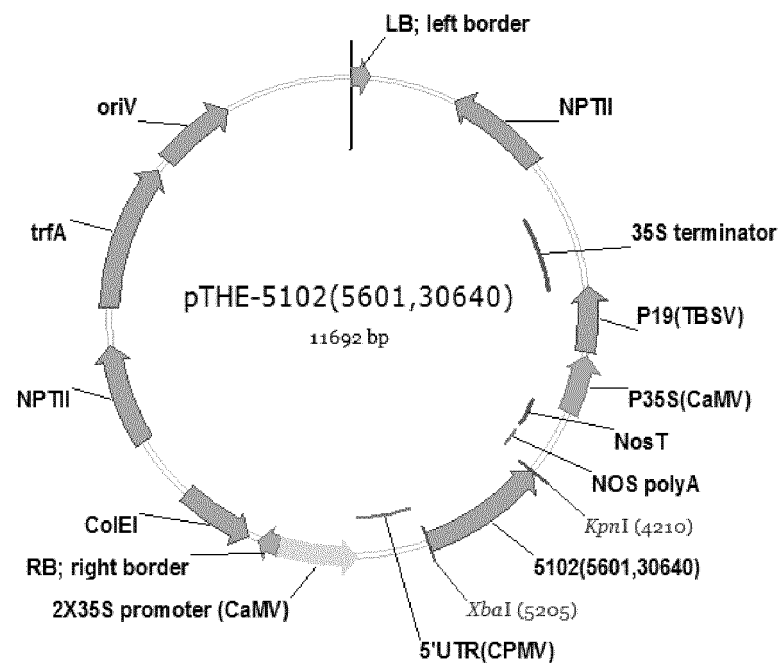 LB; left border
oriV
NPTII
trfA
35S terminator
pTHE-5102(5601,30640)
11692 bp
P19(TBSV)
NPTII
P35S(CaMV)
NosT
NOS polyA
KpnI (4210)
ColEI
5102(5601,30640)
RB; right border
2X35S promoter (CaMV)
XbaI (5205)
5'UTR(CPMV)